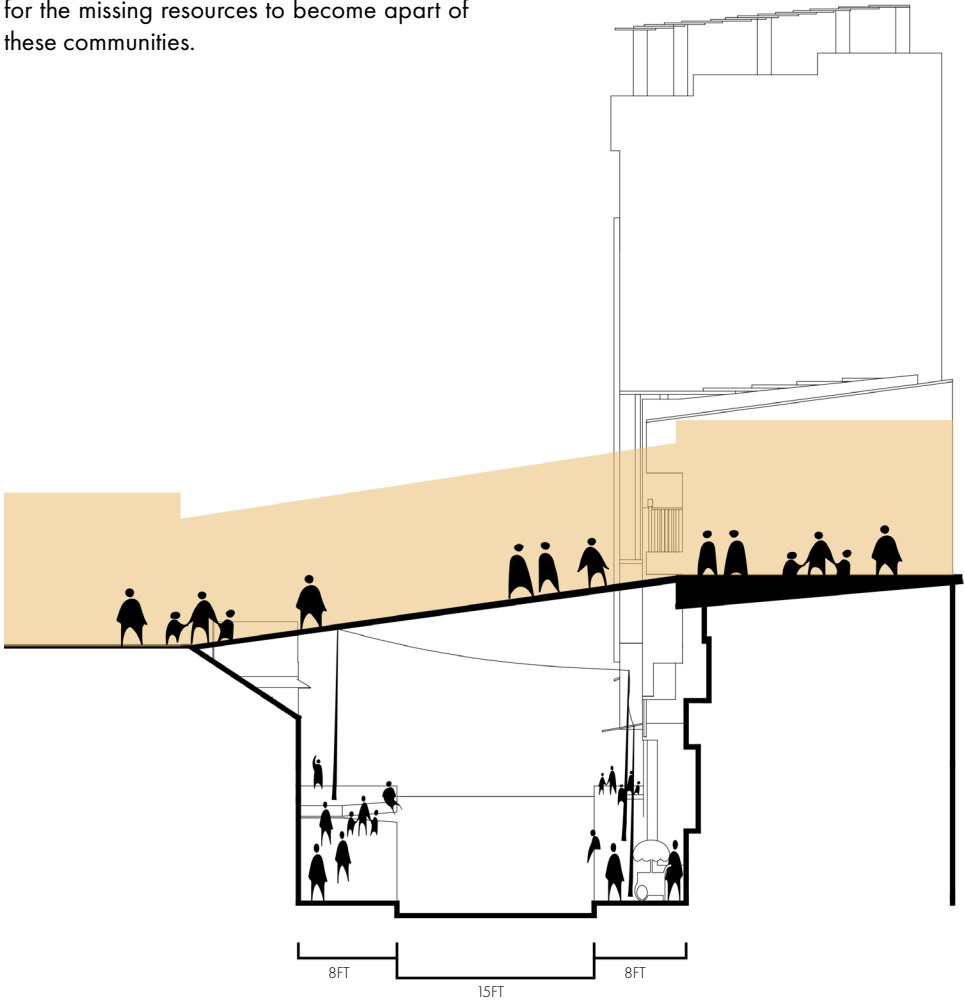 for the missing resources to become apart of
these communities.
8FT
15FT
8FT